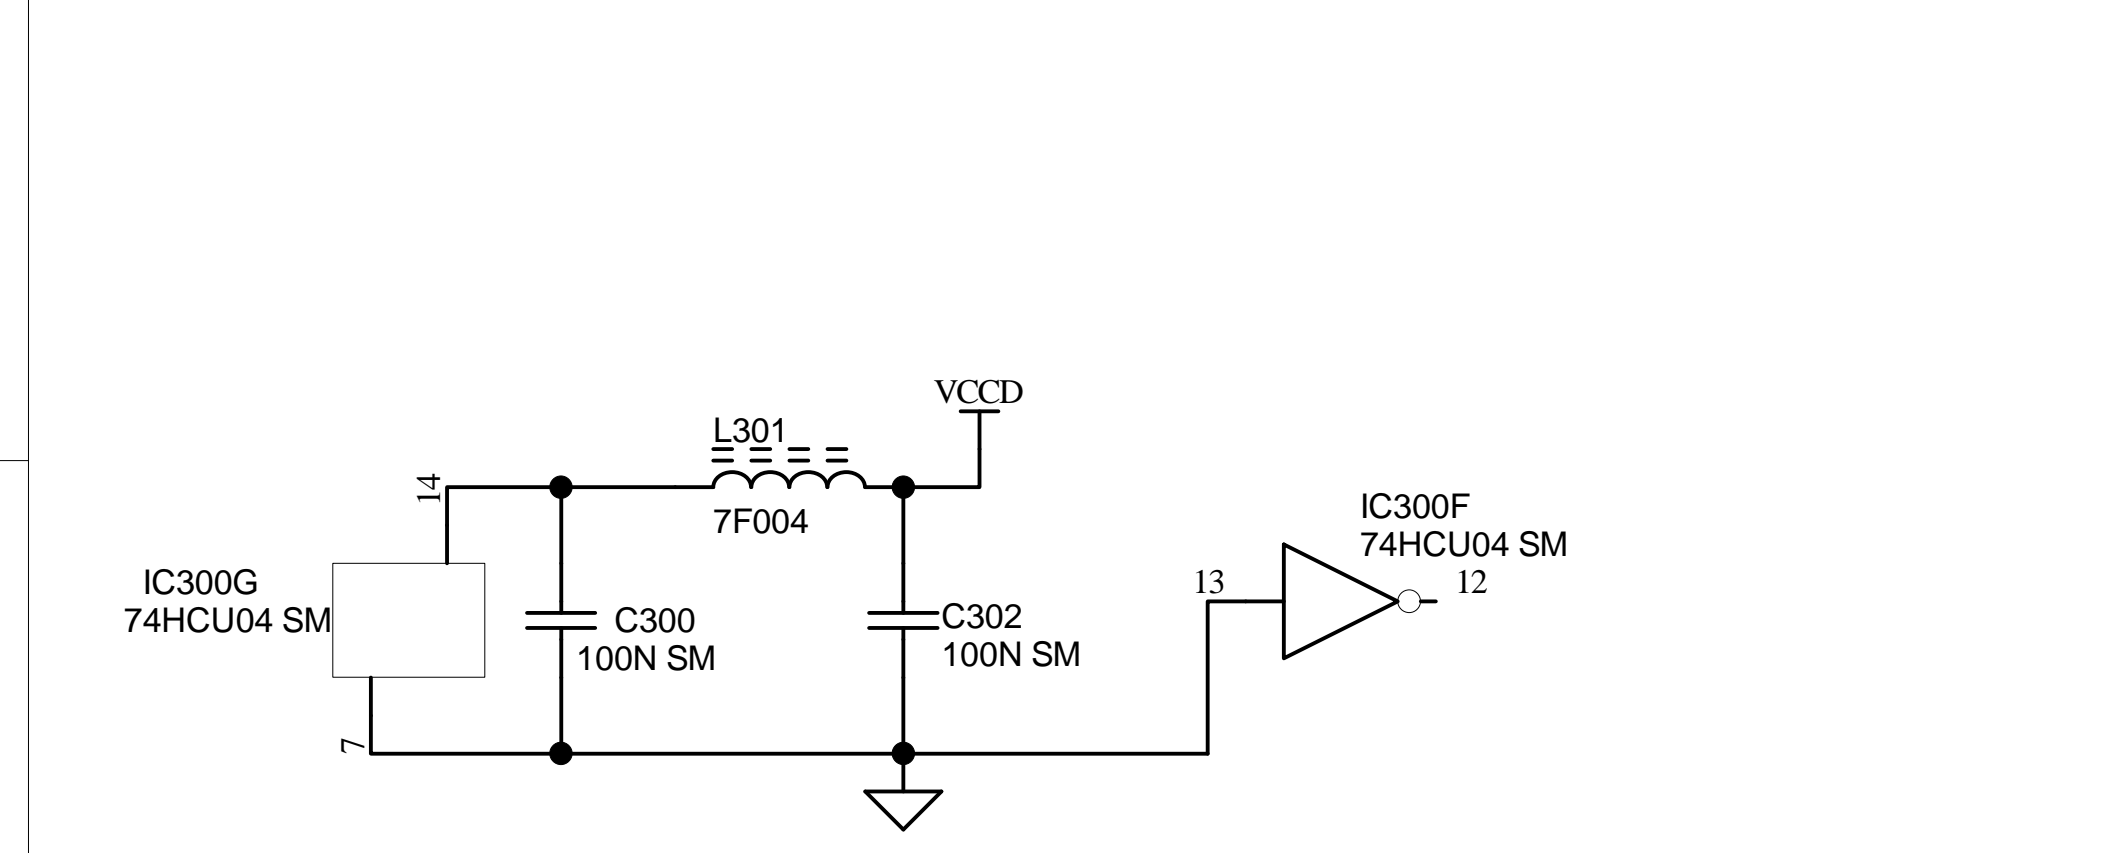 VCCD
L301
14
7F004
IC300F
74HCU04 SM
13
12
IC300G
74HCU04 SM
C300
100N SM
C302
100N SM
7